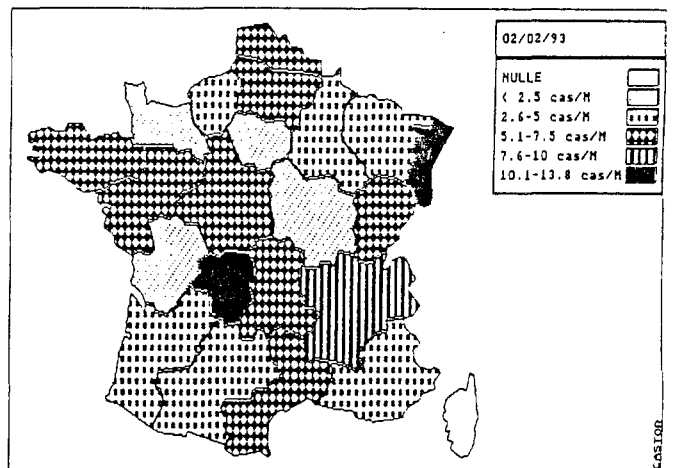 02/02/93
NULLE
< 2.5 cas/M
2.6-5 cas/M
5.1-7.5 cas/M
7.6-10 cas/M
10.1-13.8 cas/M
CASTOR